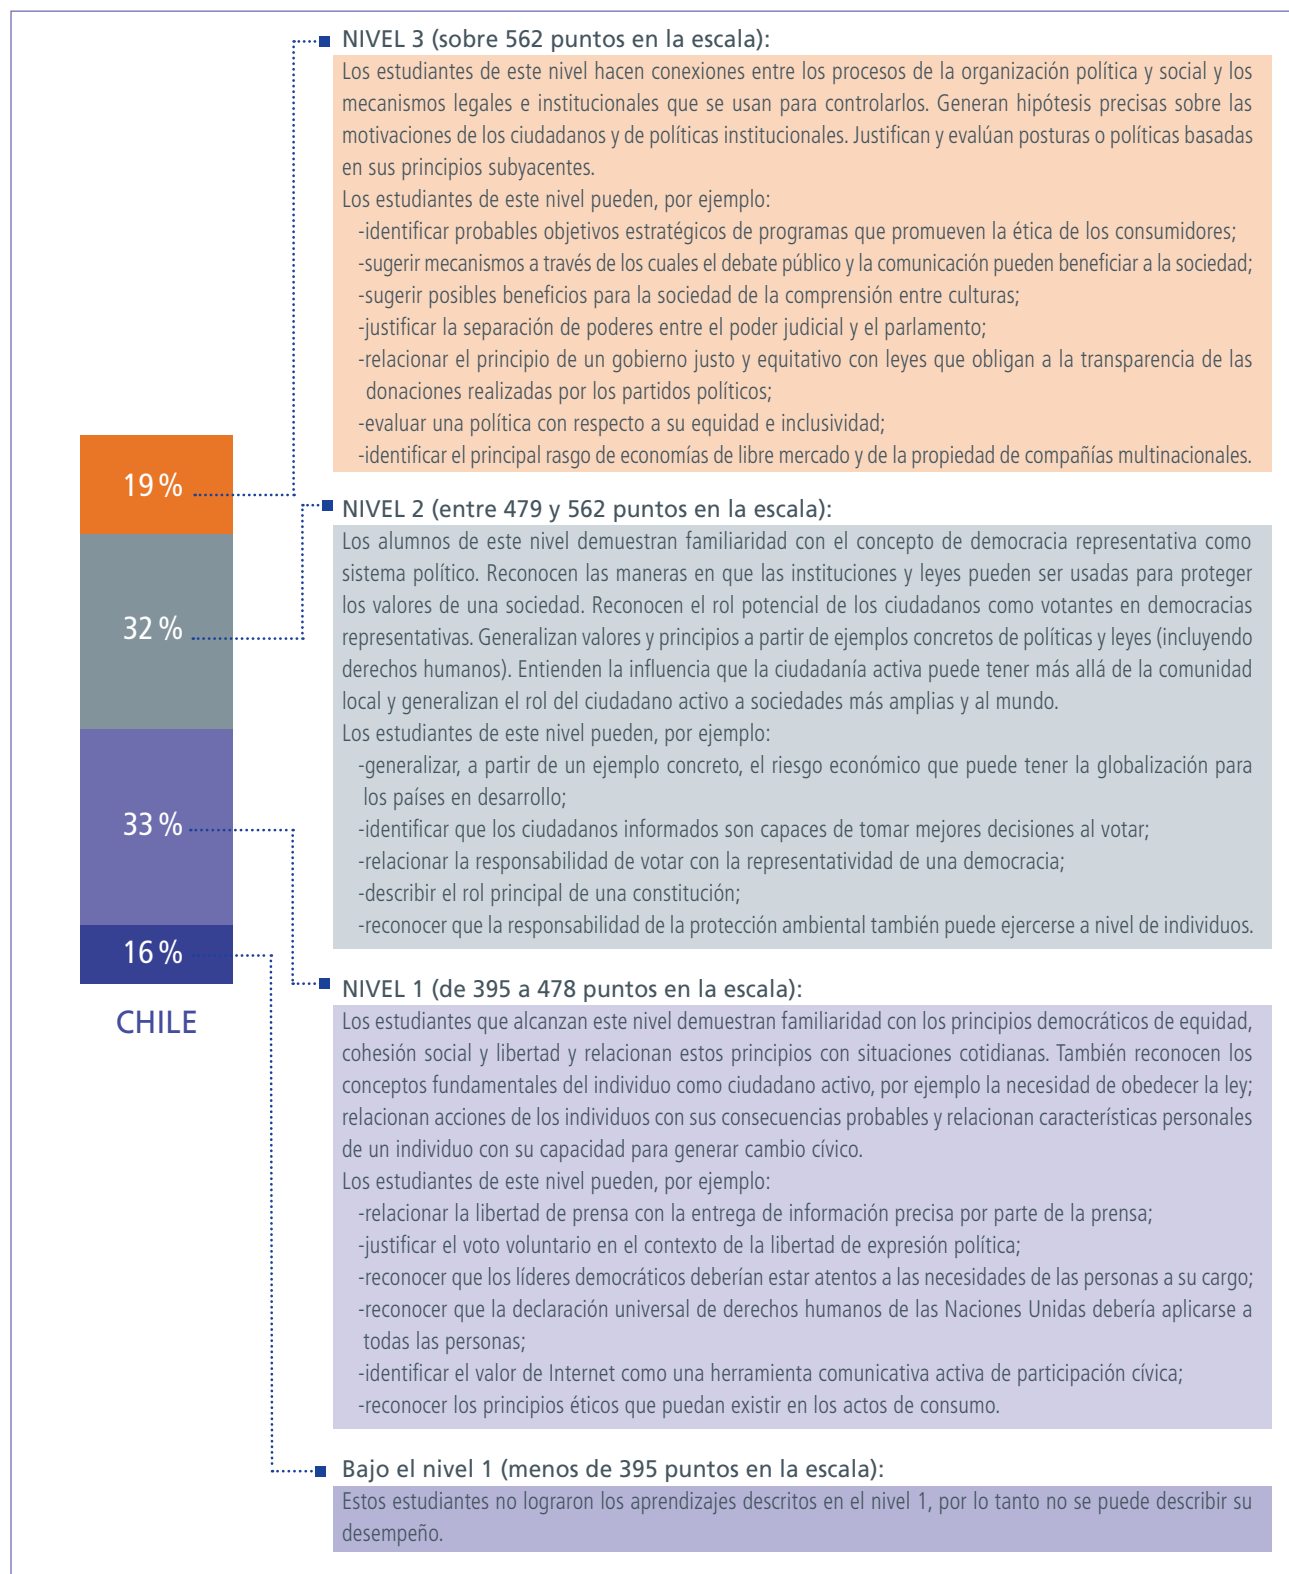 NIVEL 3 (sobre 562 puntos en la escala):
Los estudiantes de este nivel hacen conexiones entre los procesos de la organización política y social y los
mecanismos legales e institucionales que se usan para controlarlos. Generan hipótesis precisas sobre las
motivaciones de los ciudadanos y de políticas institucionales. Justifican y evalúan posturas o políticas basadas
en sus principios subyacentes.
Los estudiantes de este nivel pueden, por ejemplo:
-identificar probables objetivos estratégicos de programas que promueven la ética de los consumidores;
-sugerir mecanismos a través de los cuales el debate público y la comunicación pueden beneficiar a la sociedad;
-sugerir posibles beneficios para la sociedad de la comprensión entre culturas;
-justificar la separación de poderes entre el poder judicial y el parlamento;
-relacionar el principio de un gobierno justo y equitativo con leyes que obligan a la transparencia de las
donaciones realizadas por los partidos políticos;
-evaluar una política con respecto a su equidad e inclusividad;
-identificar el principal rasgo de economías de libre mercado y de la propiedad de compañías multinacionales.
19 %
NIVEL 2 (entre 479 y 562 puntos en la escala):
Los alumnos de este nivel demuestran familiaridad con el concepto de democracia representativa como
sistema político. Reconocen las maneras en que las instituciones y leyes pueden ser usadas para proteger
los valores de una sociedad. Reconocen el rol potencial de los ciudadanos como votantes en democracias
representativas. Generalizan valores y principios a partir de ejemplos concretos de políticas y leyes (incluyendo
derechos humanos). Entienden la influencia que la ciudadanía activa puede tener más allá de la comunidad
local y generalizan el rol del ciudadano activo a sociedades más amplias y al mundo.
Los estudiantes de este nivel pueden, por ejemplo:
-generalizar, a partir de un ejemplo concreto, el riesgo económico que puede tener la globalización para
los países en desarrollo;
-identificar que los ciudadanos informados son capaces de tomar mejores decisiones al votar;
-relacionar la responsabilidad de votar con la representatividad de una democracia;
-describir el rol principal de una constitución;
-reconocer que la responsabilidad de la protección ambiental también puede ejercerse a nivel de individuos.
32 %
33 %
16 %
CHILE
NIVEL 1 (de 395 a 478 puntos en la escala):
Los estudiantes que alcanzan este nivel demuestran familiaridad con los principios democráticos de equidad,
cohesión social y libertad y relacionan estos principios con situaciones cotidianas. También reconocen los
conceptos fundamentales del individuo como ciudadano activo, por ejemplo la necesidad de obedecer la ley;
relacionan acciones de los individuos con sus consecuencias probables y relacionan características personales
de un individuo con su capacidad para generar cambio cívico.
Los estudiantes de este nivel pueden, por ejemplo:
-relacionar la libertad de prensa con la entrega de información precisa por parte de la prensa;
-justificar el voto voluntario en el contexto de la libertad de expresión política;
-reconocer que los líderes democráticos deberían estar atentos a las necesidades de las personas a su cargo;
-reconocer que la declaración universal de derechos humanos de las Naciones Unidas debería aplicarse a
todas las personas;
-identificar el valor de Internet como una herramienta comunicativa activa de participación cívica;
-reconocer los principios éticos que puedan existir en los actos de consumo.
Bajo el nivel 1 (menos de 395 puntos en la escala):
Estos estudiantes no lograron los aprendizajes descritos en el nivel 1, por lo tanto no se puede describir su
desempeño.